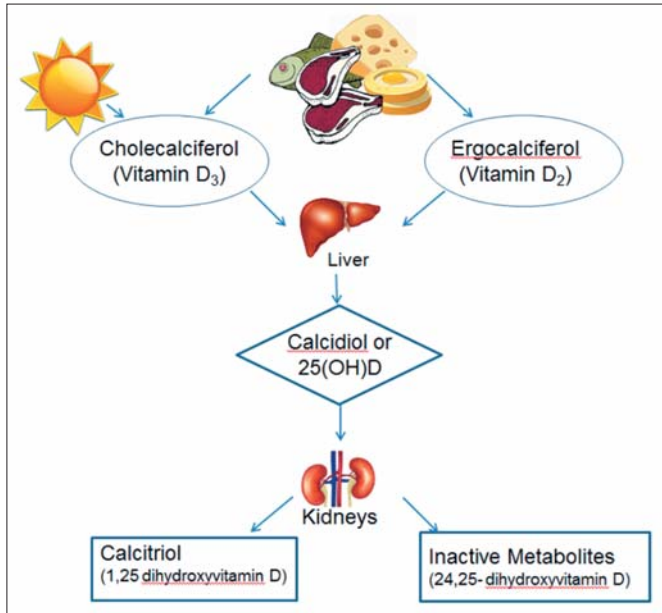 Cholecalciferol
(Vitamin D₃)
Ergocalciferol
(Vitamin D₂)
Liver
Calcidiol or
25(OH)D
Kidneys
Calcitriol
(1,25 dihydroxyvitamin D)
Inactive Metabolites
(24,25- dihydroxyvitamin D)